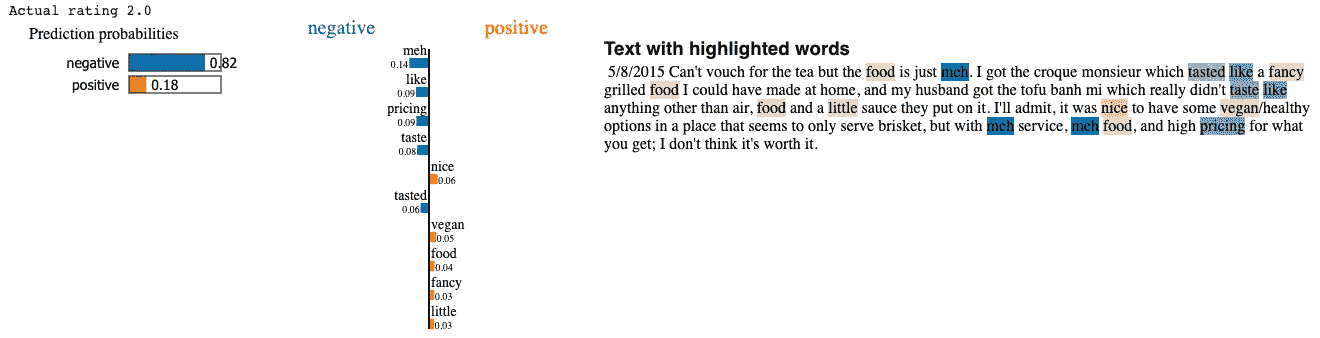 Actual rating 2.0
Prediction probabilities
negative 0.82
positive 0.18
negative positive
meh
0.14
like
0.09
pricing
0.09
taste
0.08
nice
0.06
tasted
0.06
vegan
0.05
food
0.04
fancy
0.03
little
0.03
Text with highlighted words
5/8/2015 Can't vouch for the tea but the food is just meh. I got the croque monsieur which tasted like a fancy
grilled food I could have made at home, and my husband got the tofu banh mi which really didn't taste like
anything other than air, food and a little sauce they put on it. I'll admit, it was nice to have some vegan/healthy
options in a place that seems to only serve brisket, but with meh service, meh food, and high pricing for what
you get; I don't think it's worth it.